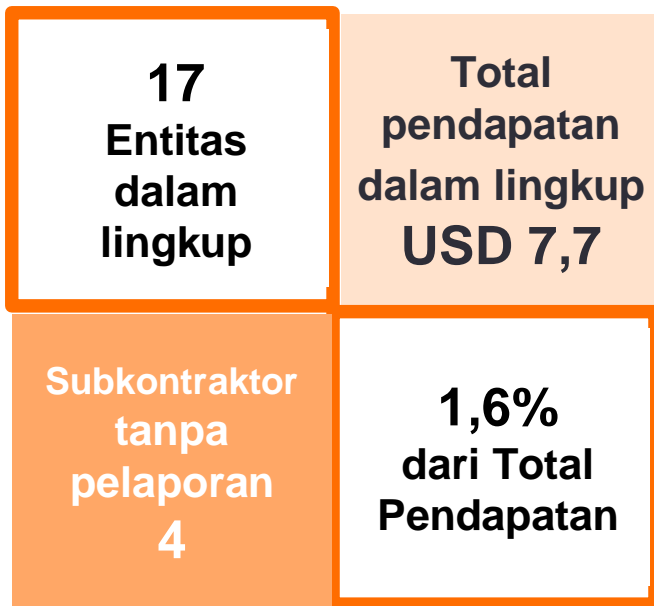 17
Entitas
dalam
lingkup
Total
pendapatan
dalam lingkup
USD 7,7
Subkontraktor
tanpa
pelaporan
4
1,6%
dari Total
Pendapatan